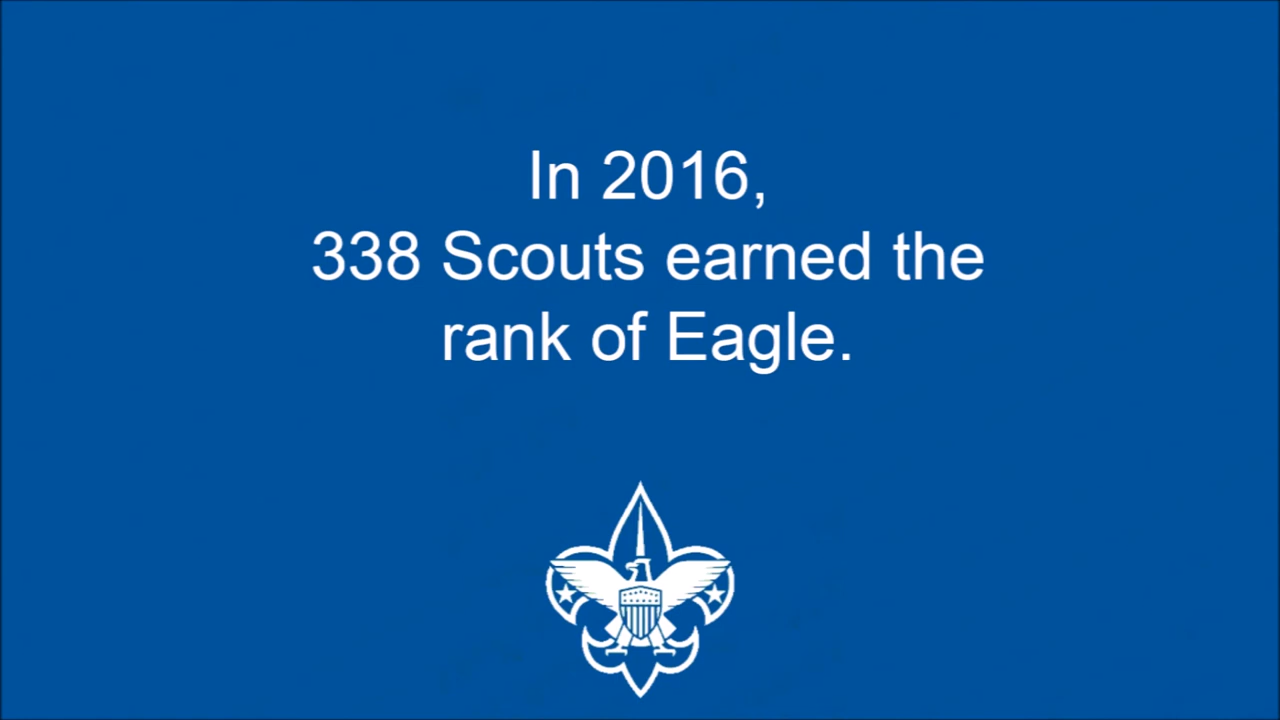 In 2016,
338 Scouts earned the
rank of Eagle.